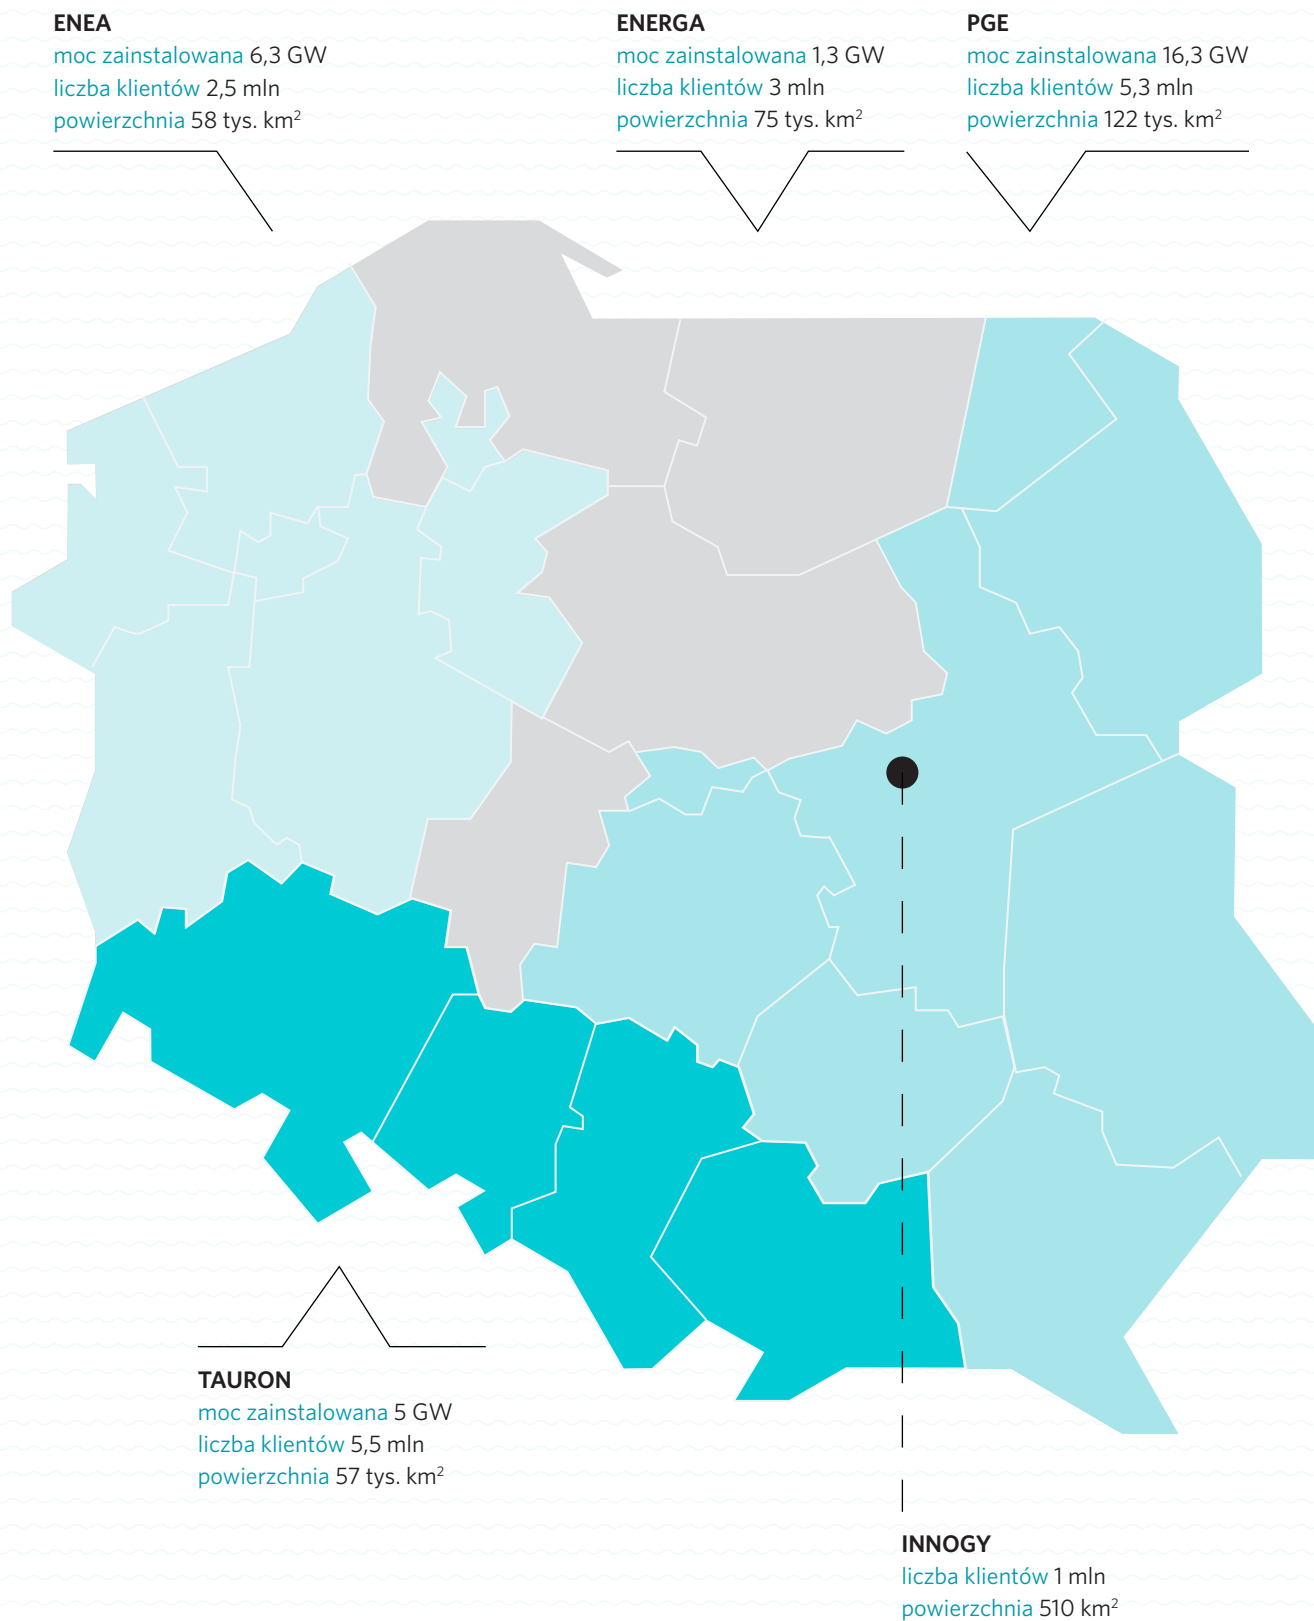 ENEA
moc zainstalowana 6,3 GW
liczba klientów 2,5 mln
powierzchnia 58 tys. km²
ENERGA
moc zainstalowana 1,3 GW
liczba klientów 3 mln
powierzchnia 75 tys. km²
PGE
moc zainstalowana 16,3 GW
liczba klientów 5,3 mln
powierzchnia 122 tys. km²
TAURON
moc zainstalowana 5 GW
liczba klientów 5,5 mln
powierzchnia 57 tys. km²
INNOGY
liczba klientów 1 mln
powierzchnia 510 km²